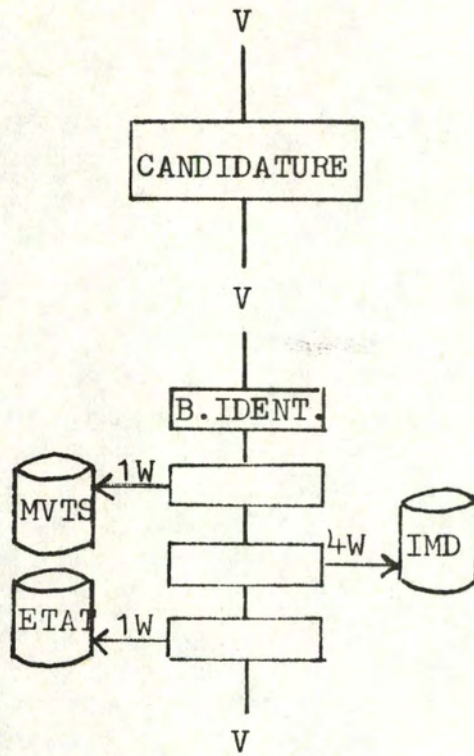 V
CANDIDATURE
V
B.IDENT.
1W
MVTS
4W
IMD
1W
ETAT
V